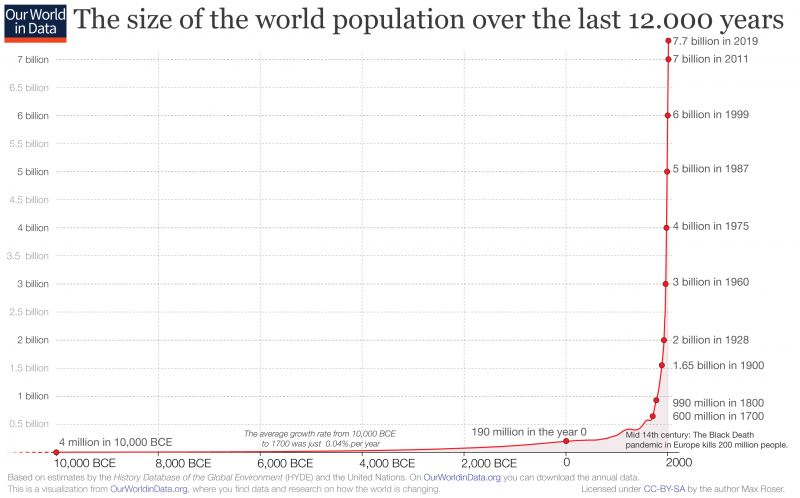 Our World
in Data
The size of the world population over the last 12.000 years
7.7 billion in 2019
7 billion
7 billion in 2011
6.5 billion
6 billion
6 billion in 1999
5.5 billion
5 billion
5 billion in 1987
4.5 billion
4 billion
4 billion in 1975
3.5 billion
3 billion
3 billion in 1960
2.5 billion
2 billion
2 billion in 1928
1.5 billion
1.65 billion in 1900
1 billion
990 million in 1800
600 million in 1700
0.5 billion
4 million in 10,000 BCE
The average growth rate from 10,000 BCE
to 1700 was just 0.04% per year
190 million in the year 0
Mid 14th century: The Black Death
pandemic in Europe kills 200 million people.
10,000 BCE 8,000 BCE 6,000 BCE 4,000 BCE 2,000 BCE 0 2000
Based on estimates by the History Database of the Global Environment (HYDE) and the United Nations. On OurWorldinData.org you can download the annual data.
This is a visualization from OurWorldinData.org, where you find data and research on how the world is changing.
Licensed under CC-BY-SA by the author Max Roser.